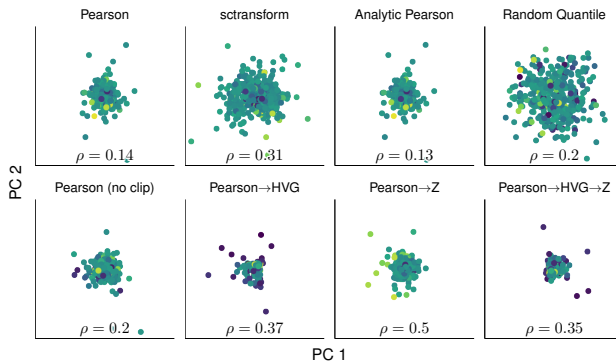 Pearson
sctransform
Analytic Pearson
Random Quantile
ρ = 0.14
ρ = 0.31
ρ = 0.13
ρ = 0.2
PC 2
Pearson (no clip)
Pearson→HVG
Pearson→Z
Pearson→HVG→Z
ρ = 0.2
ρ = 0.37
ρ = 0.5
ρ = 0.35
PC 1